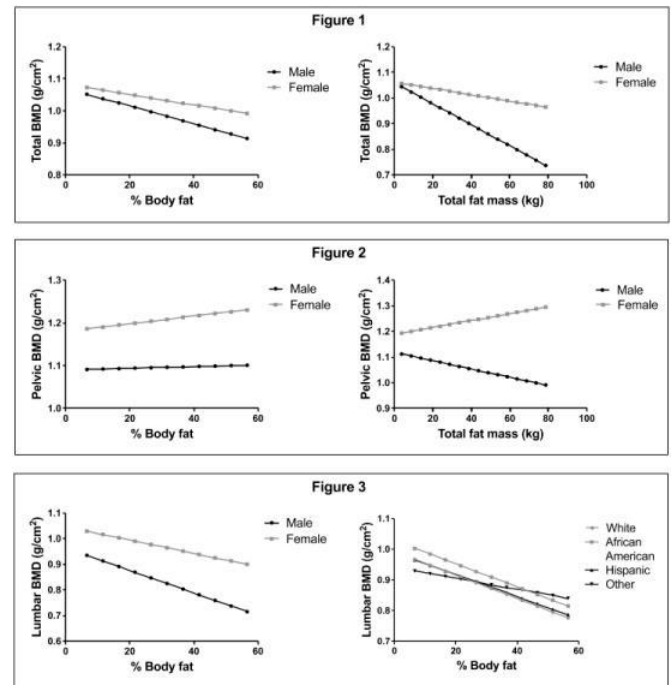 Figure 1
1.2
1.1
1.0
0.9
0.8
0
20
40
60
Total BMD (g/cm²)
% Body fat
Male
Female
1.2
1.1
1.0
0.9
0.8
0.7
0
20
40
60
80
100
Total BMD (g/cm²)
Total fat mass (kg)
Male
Female
Figure 2
1.3
1.2
1.1
1.0
0
20
40
60
Pelvic BMD (g/cm²)
% Body fat
Male
Female
1.4
1.3
1.2
1.1
1.0
0.9
0
20
40
60
80
100
Pelvic BMD (g/cm²)
Total fat mass (kg)
Male
Female
Figure 3
1.1
1.0
0.9
0.8
0.7
0.6
0
20
40
60
Lumbar BMD (g/cm²)
% Body fat
Male
Female
1.1
1.0
0.9
0.8
0.7
0
20
40
60
Lumbar BMD (g/cm²)
% Body fat
White
African
American
Hispanic
Other